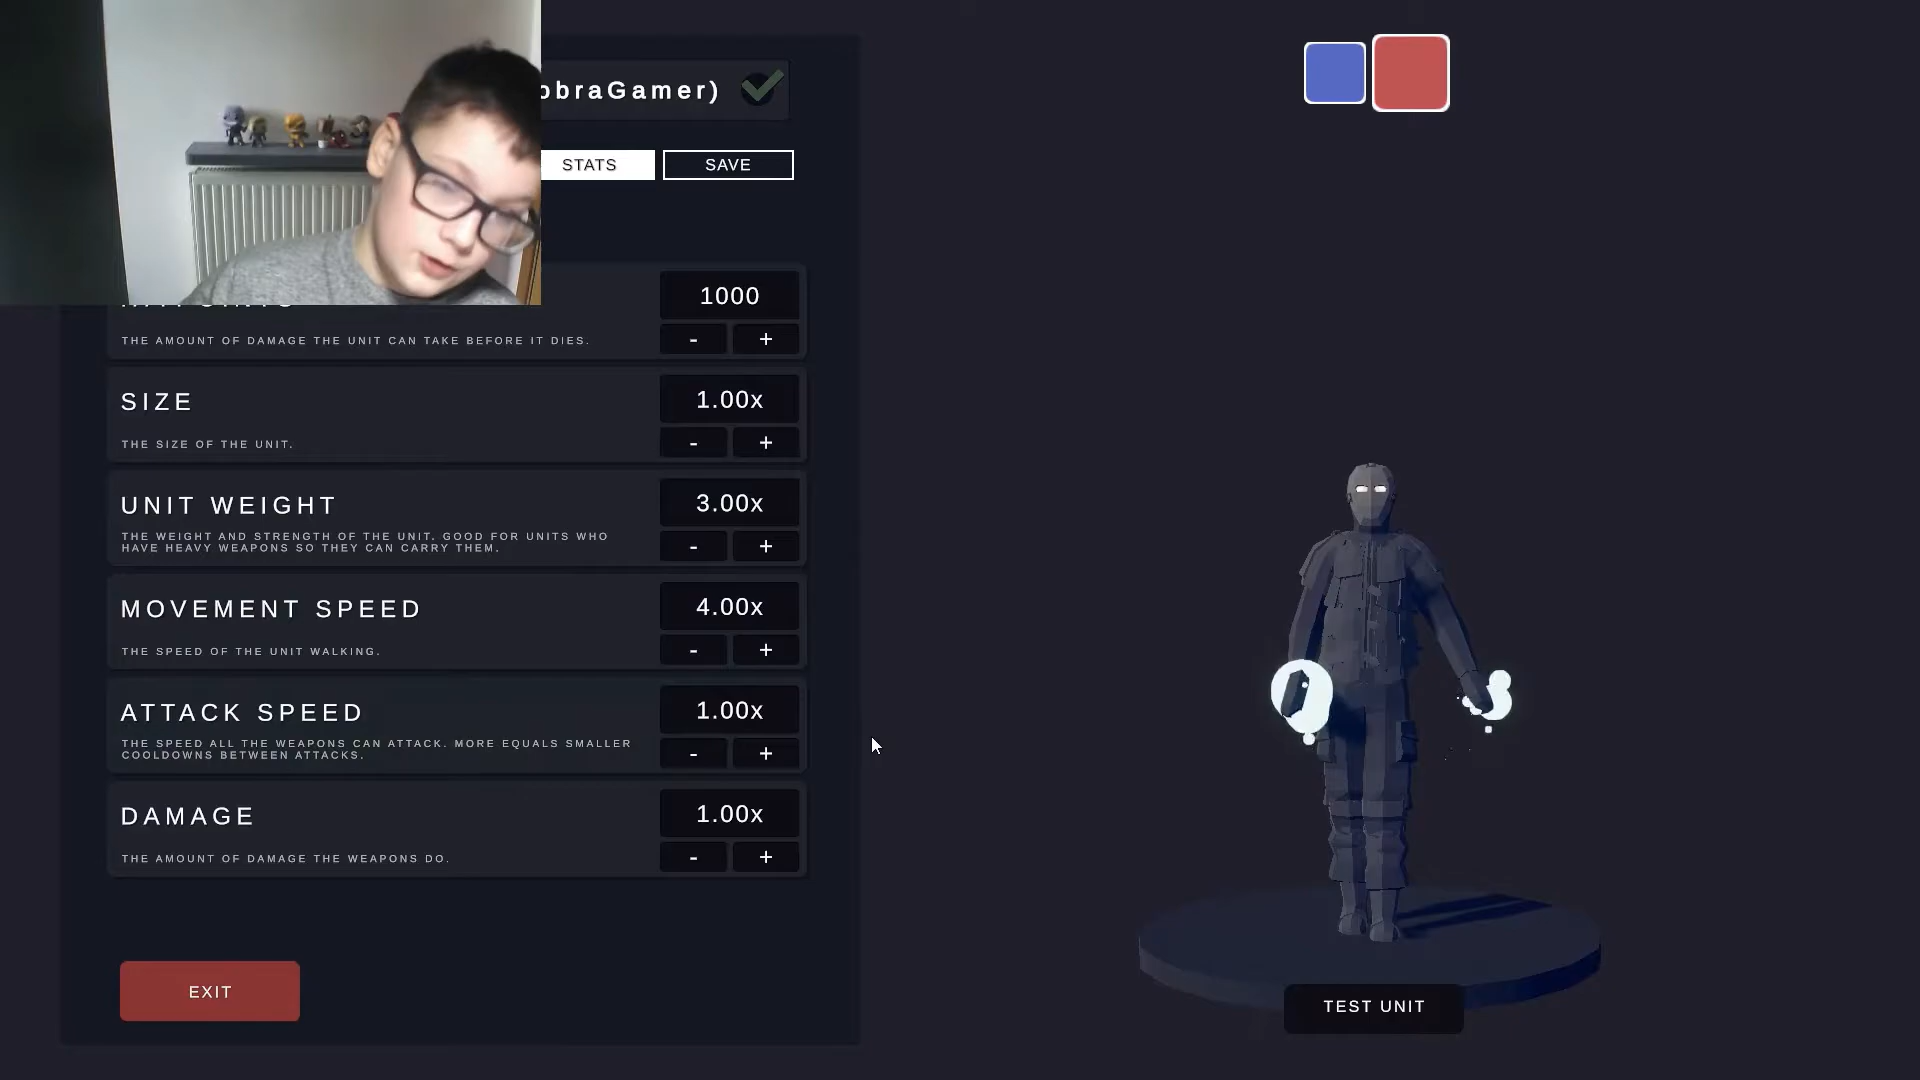 obraGamer)
STATS
SAVE
1000
THE AMOUNT OF DAMAGE THE UNIT CAN TAKE BEFORE IT DIES.
- +
SIZE
1.00x
THE SIZE OF THE UNIT.
- +
UNIT WEIGHT
3.00x
THE WEIGHT AND STRENGTH OF THE UNIT. GOOD FOR UNITS WHO
HAVE HEAVY WEAPONS SO THEY CAN CARRY THEM.
- +
MOVEMENT SPEED
4.00x
THE SPEED OF THE UNIT WALKING.
- +
ATTACK SPEED
1.00x
THE SPEED ALL THE WEAPONS CAN ATTACK. MORE EQUALS SMALLER
COOLDOWNS BETWEEN ATTACKS.
- +
DAMAGE
1.00x
THE AMOUNT OF DAMAGE THE WEAPONS DO.
- +
EXIT
TEST UNIT